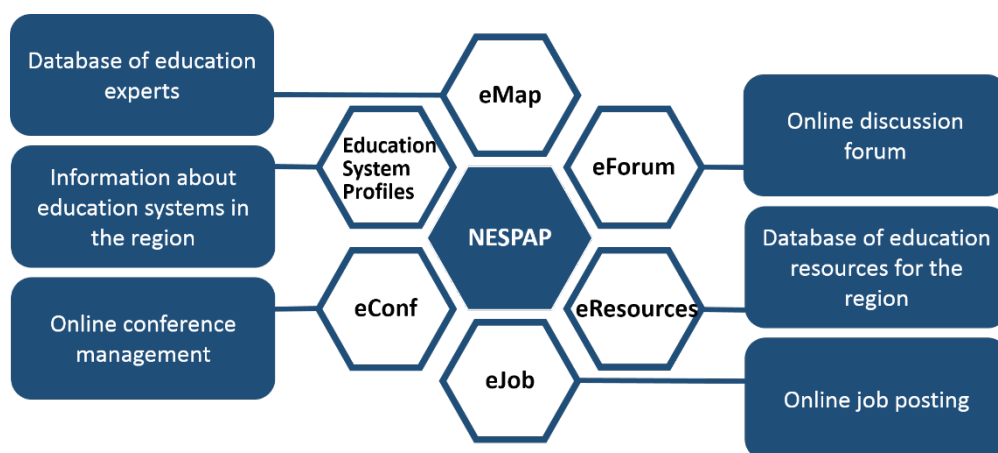 Database of education
experts
Information about
education systems in
the region
Online conference
management
eMap
Education
System
Profiles
eForum
NESPAP
eConf
eResources
eJob
Online discussion
forum
Database of education
resources for the
region
Online job posting